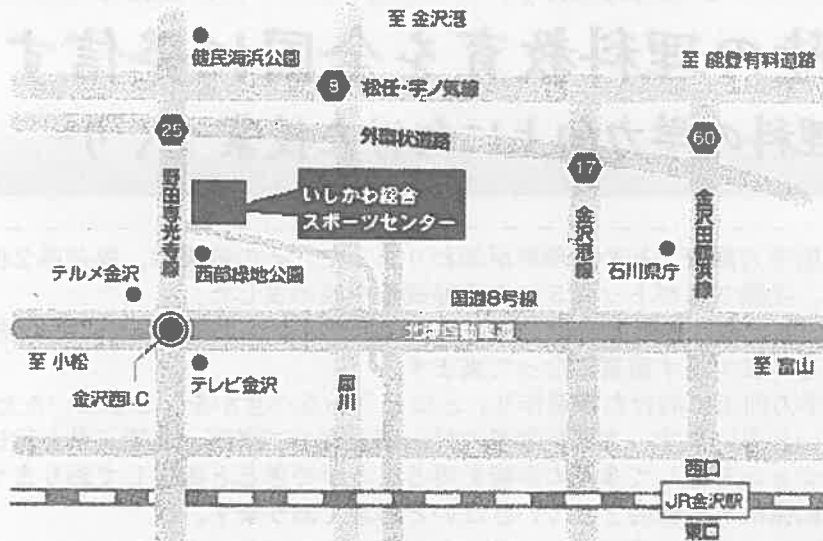 至 金沢港
健民海浜公園
至 能登有料道路
8
松任・宇ノ気線
25
外環状道路
60
17
野田専光寺線
いしかわ総合
スポーツセンター
金沢港線
金沢田鶴浜線
テルメ金沢
西部緑地公園
石川県庁
国道8号線
北陸自動車道
至 小松
金沢西I.C
テレビ金沢
犀川
至 富山
西口
JR金沢駅
東口